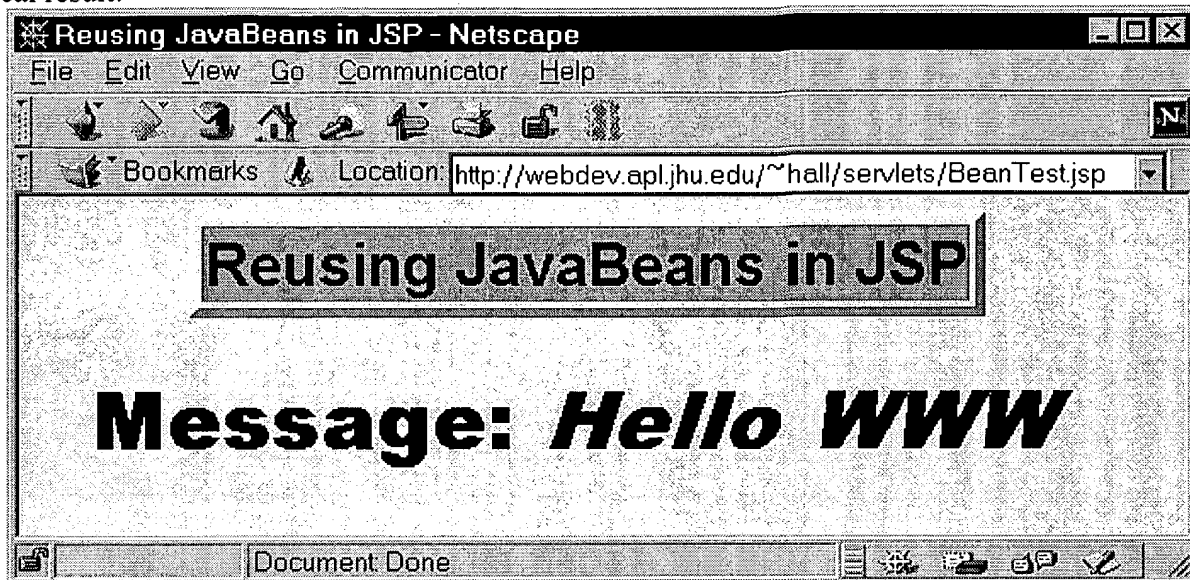 Reusing JavaBeans in JSP - Netscape
File Edit View Go Communicator Help
N
Bookmarks Location: http://webdev.apl.jhu.edu/~hall/servlets/BeanTest.jsp
Reusing JavaBeans in JSP
Message: Hello WWW
Document: Done